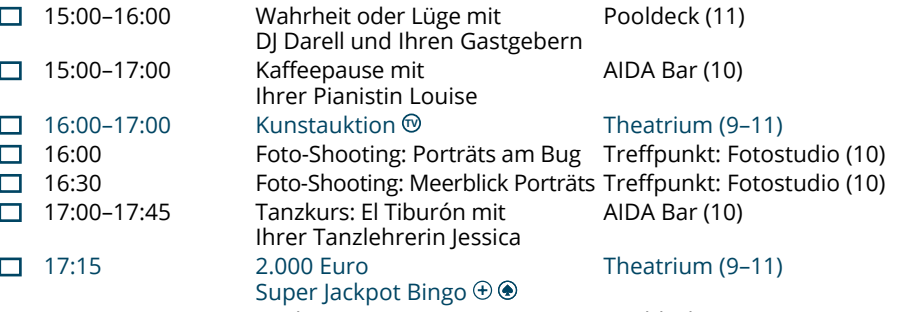 15:00–16:00 Wahrheit oder Lüge mit Pooldeck (11)
DJ Darell und Ihren Gastgebern
15:00–17:00 Kaffeepause mit AIDA Bar (10)
Ihrer Pianistin Louise
16:00–17:00 Kunstauktion TV Theatrium (9–11)
16:00 Foto-Shooting: Porträts am Bug Treffpunkt: Fotostudio (10)
16:30 Foto-Shooting: Meerblick Porträts Treffpunkt: Fotostudio (10)
17:00–17:45 Tanzkurs: El Tiburón mit AIDA Bar (10)
Ihrer Tanzlehrerin Jessica
17:15 2.000 Euro Theatrium (9–11)
Super Jackpot Bingo